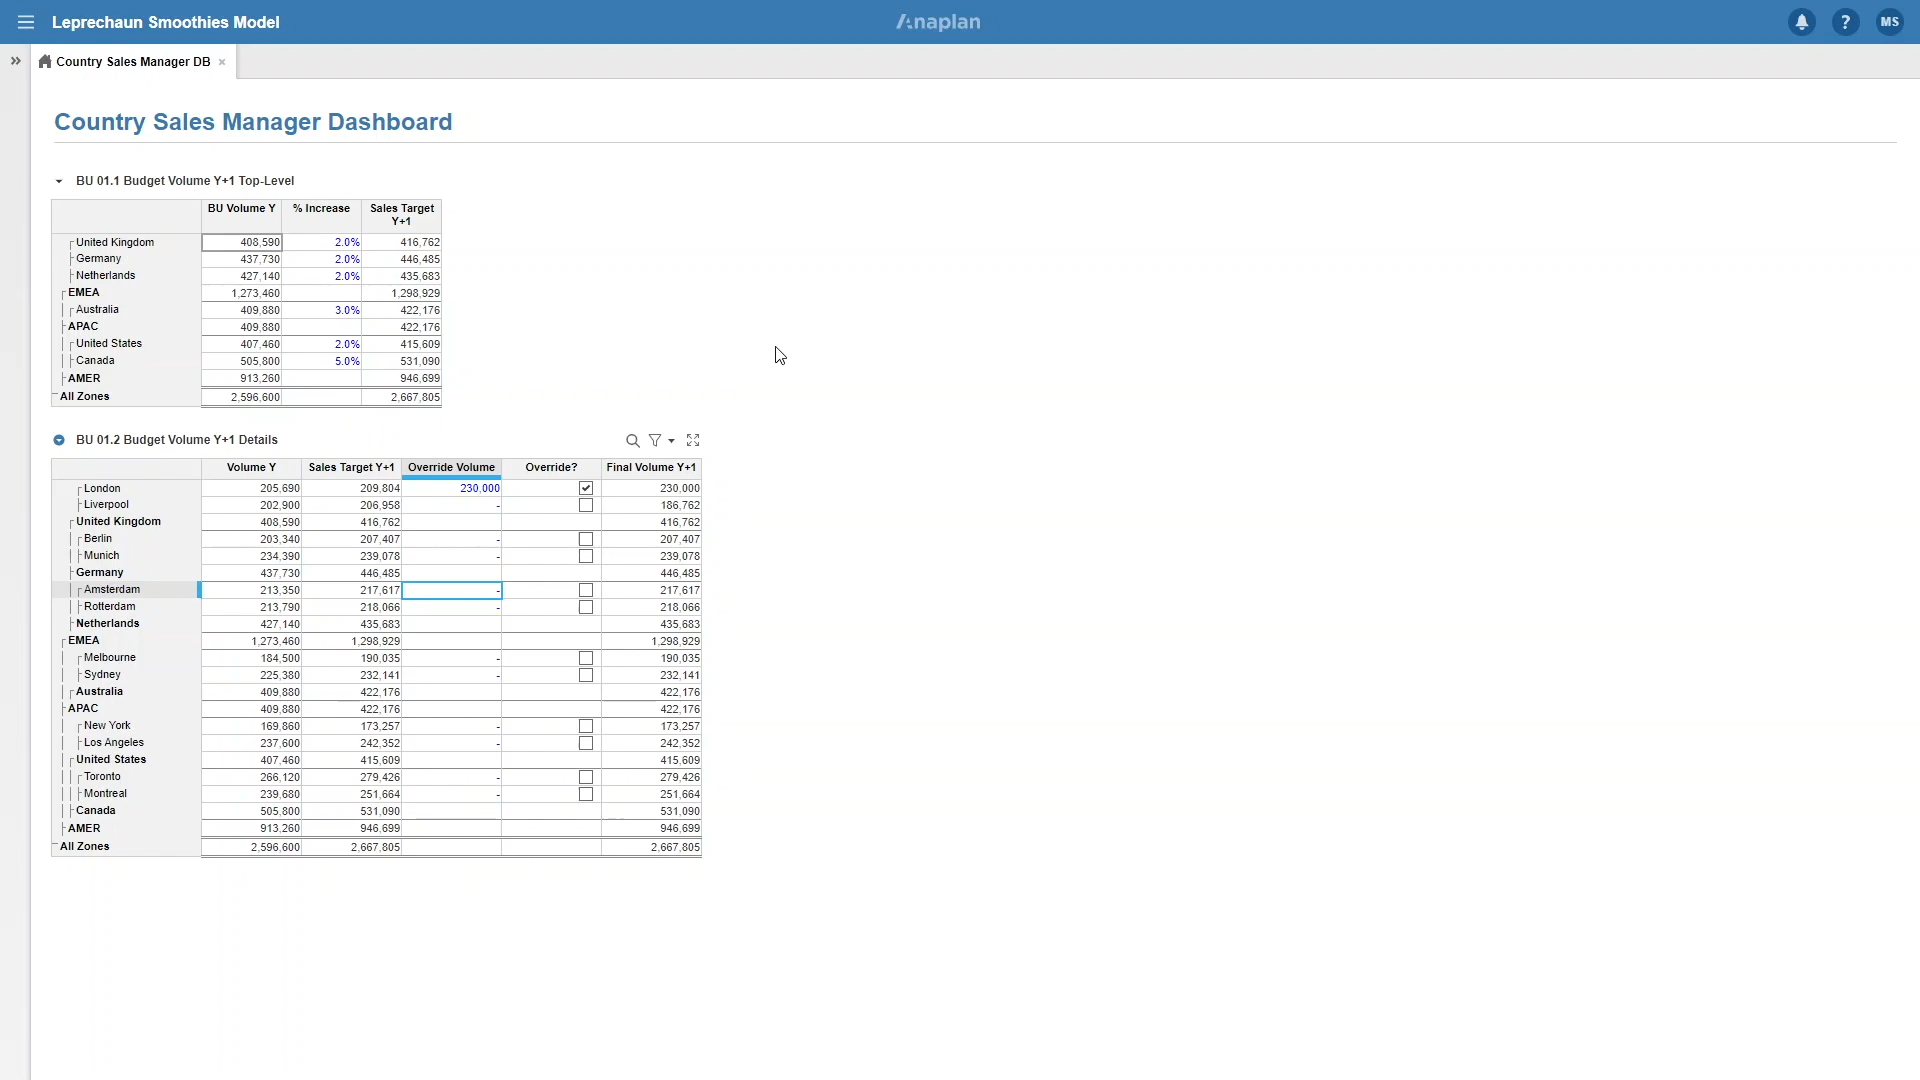 Leprechaun Smoothies Model
Anaplan
? MS
Country Sales Manager DB ×
Country Sales Manager Dashboard
BU 01.1 Budget Volume Y+1 Top-Level
BU Volume Y % Increase Sales Target Y+1
United Kingdom 408,590 2.0% 416,762
Germany 437,730 2.0% 446,485
Netherlands 427,140 2.0% 435,683
EMEA 1,273,460 1,298,929
Australia 409,880 3.0% 422,176
APAC 409,880 422,176
United States 407,460 2.0% 415,609
Canada 505,800 5.0% 531,090
AMER 913,260 946,699
All Zones 2,596,600 2,667,805
BU 01.2 Budget Volume Y+1 Details
Volume Y Sales Target Y+1 Override Volume Override? Final Volume Y+1
London 205,690 209,804 230,000 230,000
Liverpool 202,900 206,958 - 186,762
United Kingdom 408,590 416,762 416,762
Berlin 203,340 207,407 - 207,407
Munich 234,390 239,078 - 239,078
Germany 437,730 446,485 446,485
Amsterdam 213,350 217,617 - 217,617
Rotterdam 213,790 218,066 - 218,066
Netherlands 427,140 435,683 435,683
EMEA 1,273,460 1,298,929 1,298,929
Melbourne 184,500 190,035 - 190,035
Sydney 225,380 232,141 - 232,141
Australia 409,880 422,176 422,176
APAC 409,880 422,176 422,176
New York 169,860 173,257 - 173,257
Los Angeles 237,600 242,352 - 242,352
United States 407,460 415,609 415,609
Toronto 266,120 279,426 - 279,426
Montreal 239,680 251,664 - 251,664
Canada 505,800 531,090 531,090
AMER 913,260 946,699 946,699
All Zones 2,596,600 2,667,805 2,667,805